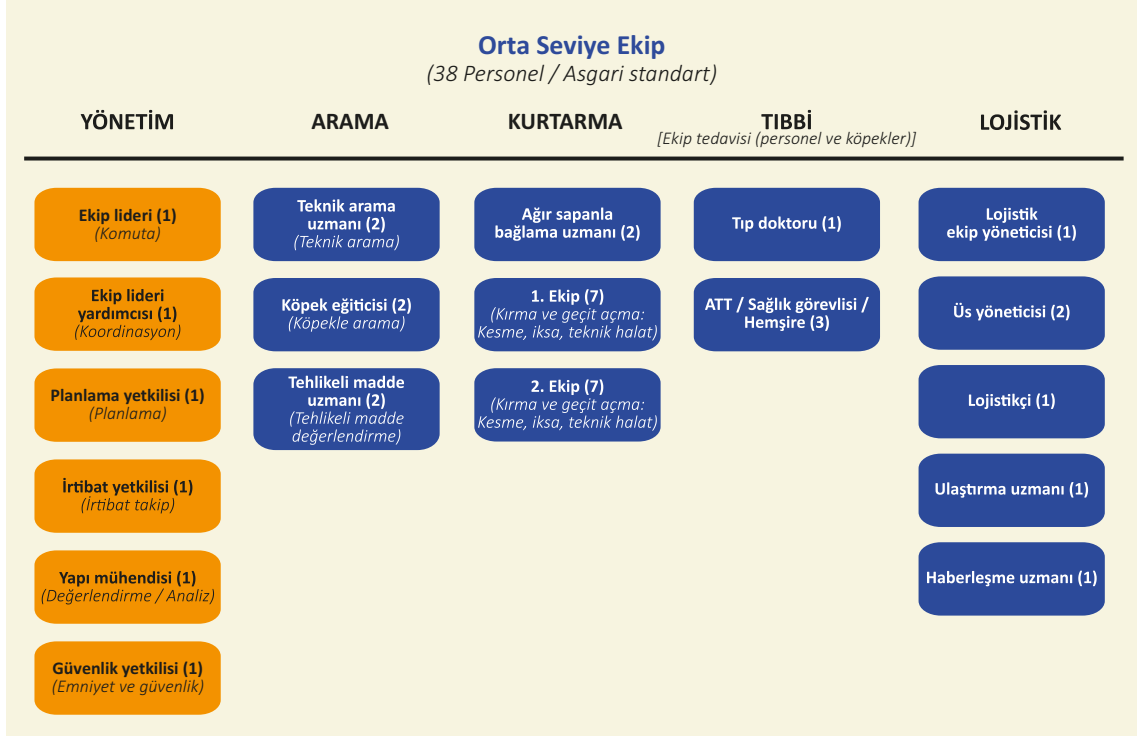 Orta Seviye Ekip
(38 Personel / Asgari standart)
YÖNETİM
Ekip lideri (1)
(Komuta)
Ekip lideri
yardımcısı (1)
(Koordinasyon)
Planlama yetkilisi (1)
(Planlama)
İrtibat yetkilisi (1)
(İrtibat takip)
Yapı mühendisi (1)
(Değerlendirme / Analiz)
Güvenlik yetkilisi (1)
(Emniyet ve güvenlik)
ARAMA
Teknik arama
uzmanı (2)
(Teknik arama)
Köpek eğiticisi (2)
(Köpekle arama)
Tehlikeli madde
uzmanı (2)
(Tehlikeli madde
değerlendirme)
KURTARMA
Ağır sapanla
bağlama uzmanı (2)
1. Ekip (7)
(Kırma ve geçit açma:
Kesme, iksa, teknik halat)
2. Ekip (7)
(Kırma ve geçit açma:
Kesme, iksa, teknik halat)
TIBBİ
[Ekip tedavisi (personel ve köpekler)]
Tıp doktoru (1)
ATT / Sağlık görevlisi /
Hemşire (3)
LOJİSTİK
Lojistik
ekip yöneticisi (1)
Üs yöneticisi (2)
Lojistikçi (1)
Ulaştırma uzmanı (1)
Haberleşme uzmanı (1)